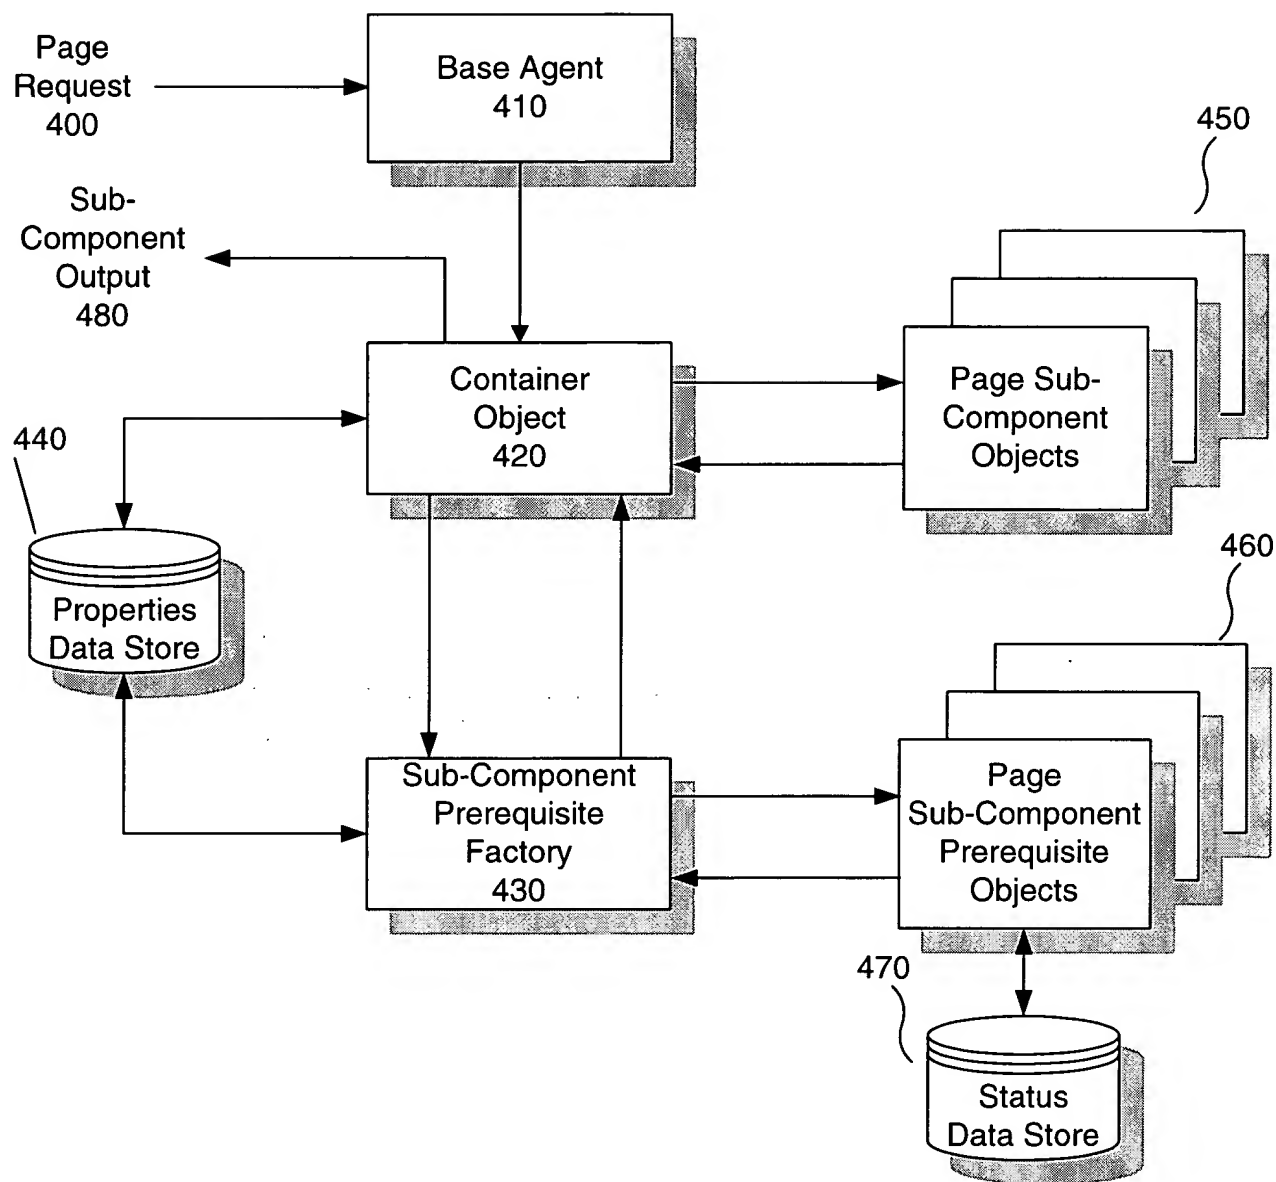 Page
Request
400
Base Agent
410
450
Sub-
Component
Output
480
Container
Object
420
Page Sub-
Component
Objects
440
Properties
Data Store
460
Sub-Component
Prerequisite
Factory
430
Page
Sub-Component
Prerequisite
Objects
470
Status
Data Store